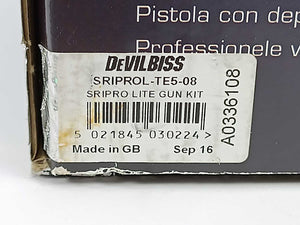 Pistola con dep
Professionele v
DEVILBISS
SRIPROL-TE5-08
SRIPRO LITE GUN KIT
5 021845 030224 >
Made in GB Sep 16
A0336108